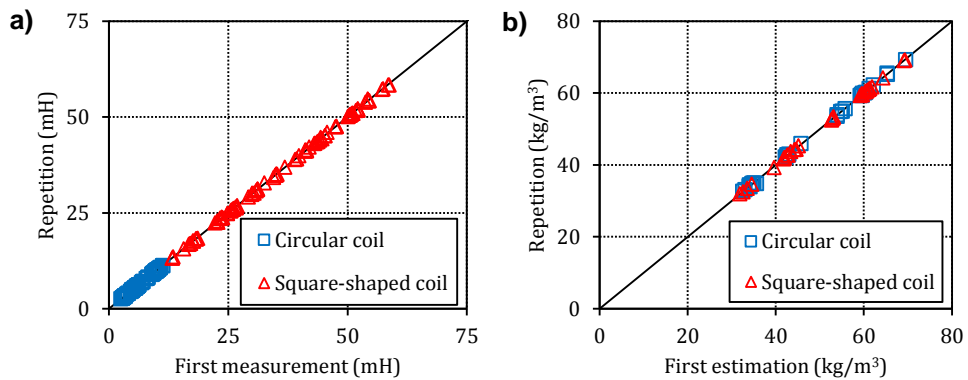 a)
75
50
25
0
Repetition (mH)
0 25 50 75
First measurement (mH)
Circular coil
Square-shaped coil
b)
80
60
40
20
0
Repetition (kg/m³)
0 20 40 60 80
First estimation (kg/m³)
Circular coil
Square-shaped coil